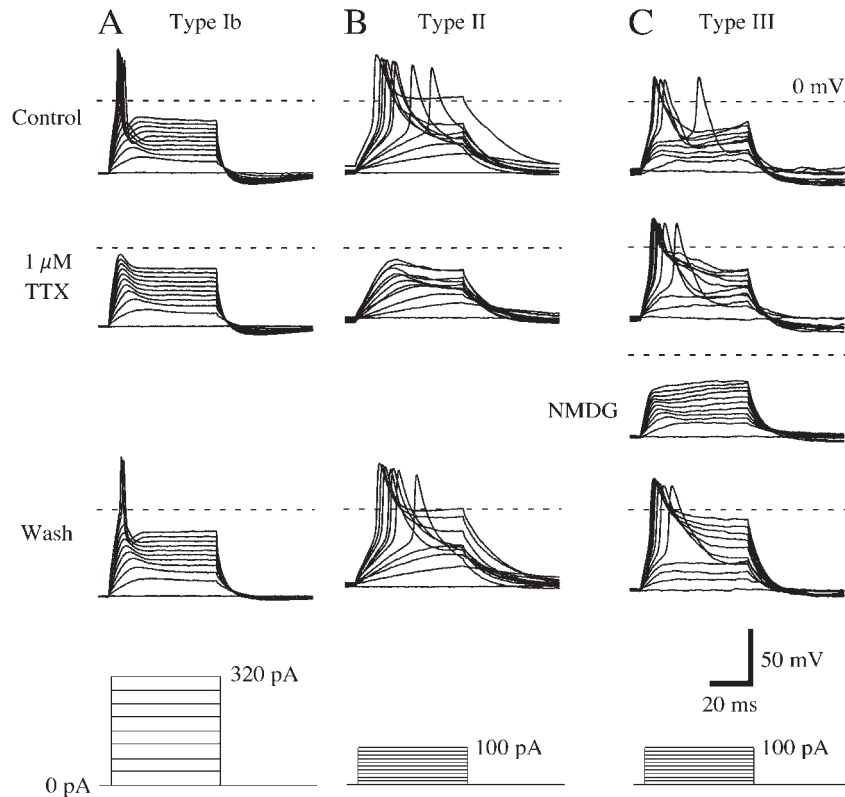 A Type Ib
B Type II
C Type III
0 mV
Control
1 μM
TTX
NMDG
Wash
320 pA
0 pA
100 pA
100 pA
50 mV
20 ms